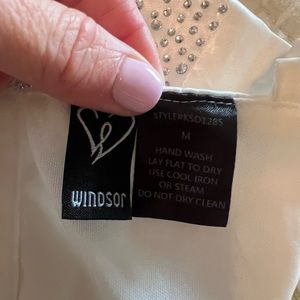 WINDSOR
STYLE#KSD1285
M
HAND WASH
LAY FLAT TO DRY
USE COOL IRON
OR STEAM
DO NOT DRY CLEAN